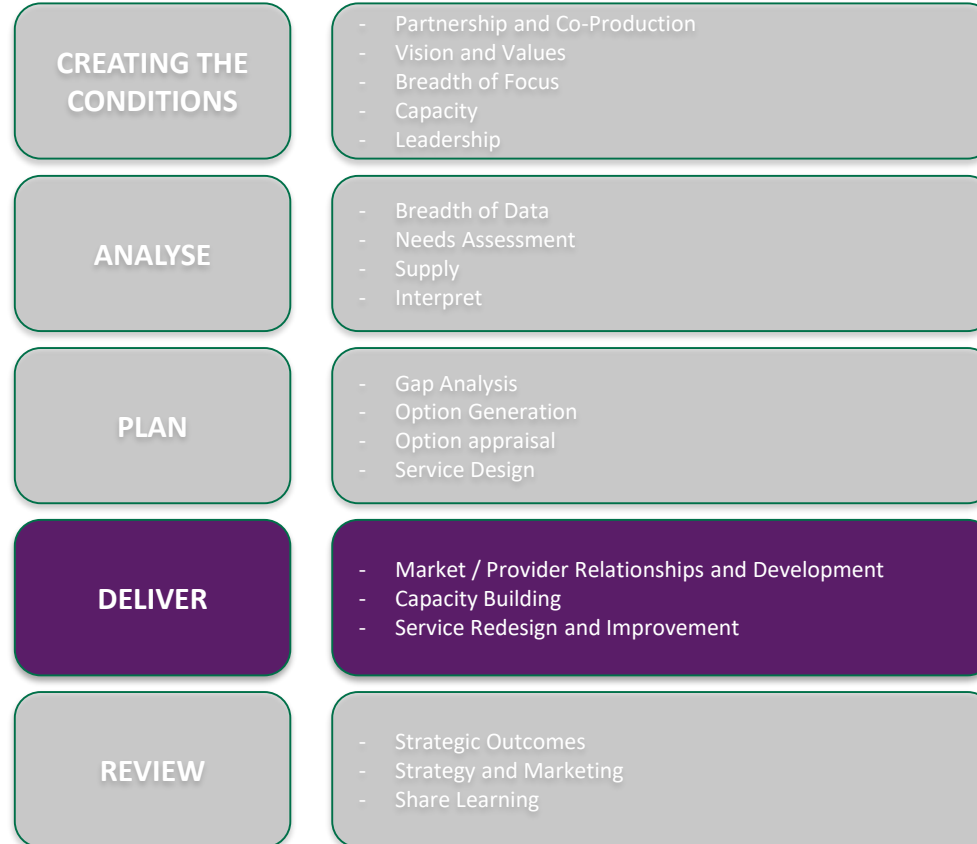 CREATING THE
CONDITIONS
- Partnership and Co-Production
- Vision and Values
- Breadth of Focus
- Capacity
- Leadership
ANALYSE
- Breadth of Data
- Needs Assessment
- Supply
- Interpret
PLAN
- Gap Analysis
- Option Generation
- Option appraisal
- Service Design
DELIVER
- Market / Provider Relationships and Development
- Capacity Building
- Service Redesign and Improvement
REVIEW
- Strategic Outcomes
- Strategy and Marketing
- Share Learning